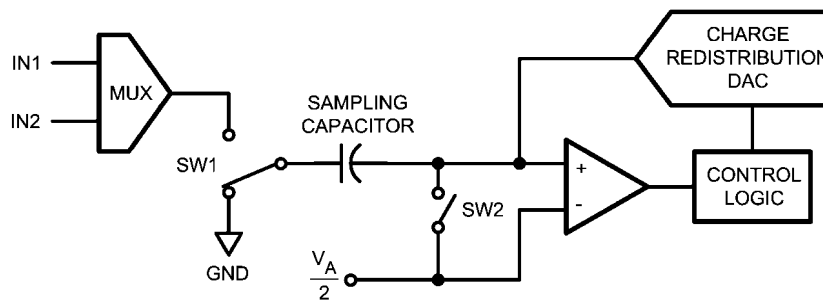 IN1
IN2
MUX
SW1
GND
SAMPLING
CAPACITOR
SW2
V_A
2
+
-
CHARGE
REDISTRIBUTION
DAC
CONTROL
LOGIC